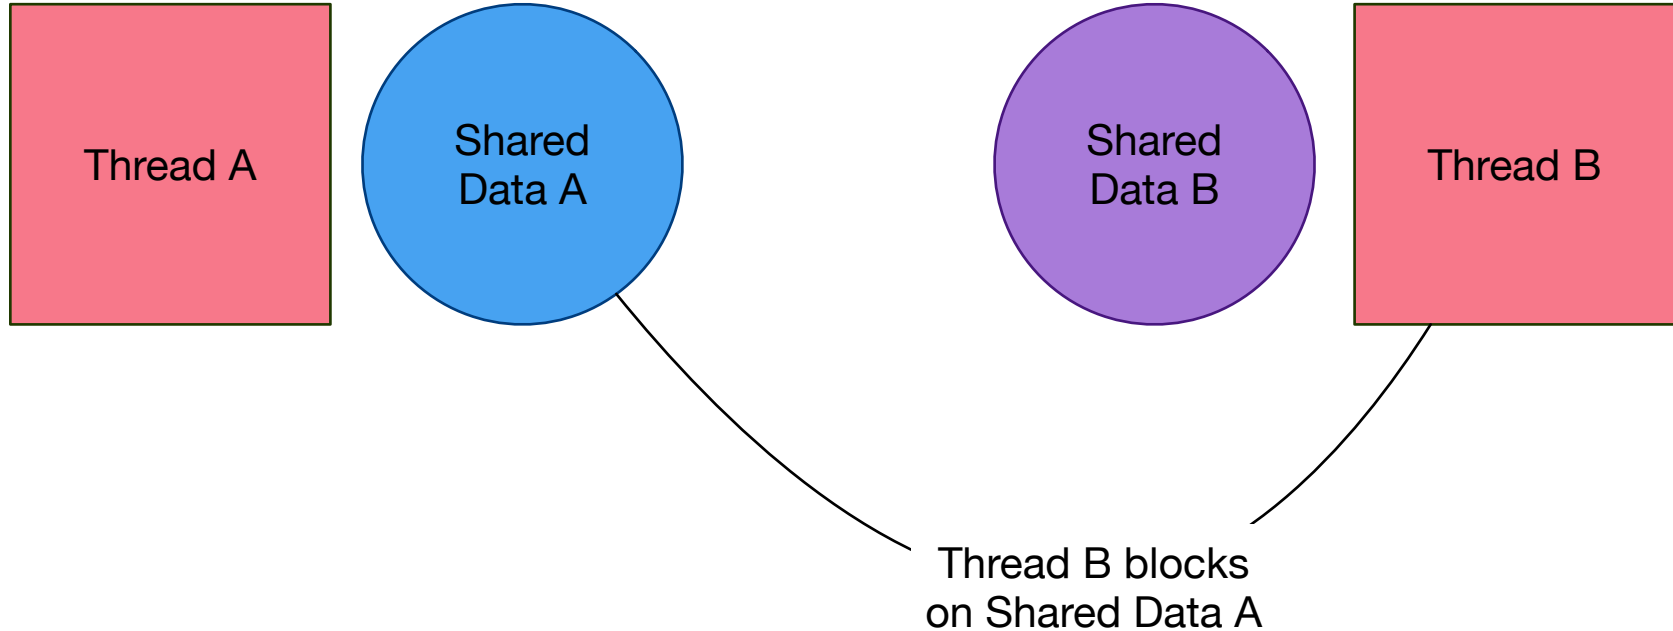 Thread A
Shared
Data A
Shared
Data B
Thread B
Thread B blocks
on Shared Data A